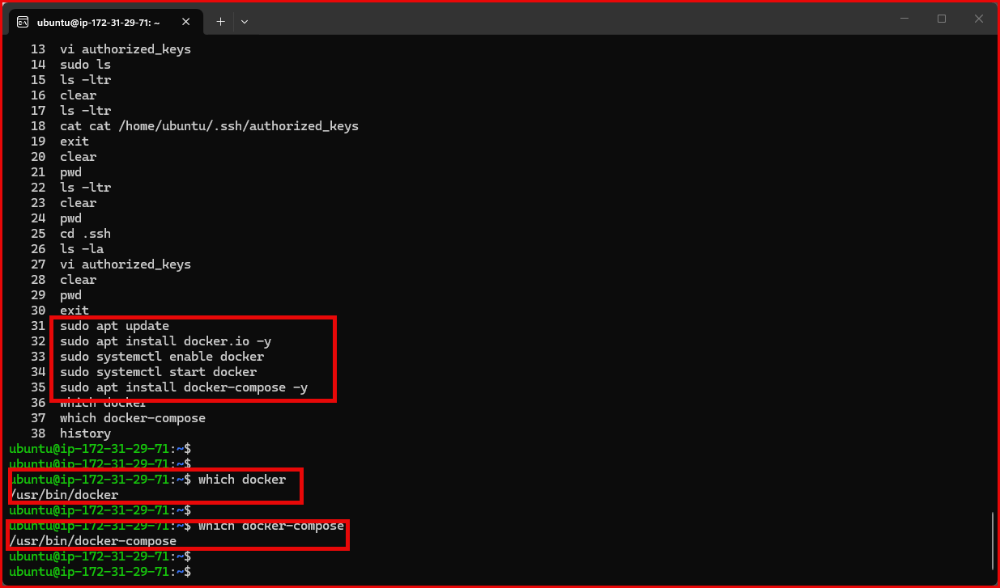 ubuntu@ip-172-31-29-71: ~
13 vi authorized_keys
14 sudo ls
15 ls -ltr
16 clear
17 ls -ltr
18 cat cat /home/ubuntu/.ssh/authorized_keys
19 exit
20 clear
21 pwd
22 ls -ltr
23 clear
24 pwd
25 cd .ssh
26 ls -la
27 vi authorized_keys
28 clear
29 pwd
30 exit
31 sudo apt update
32 sudo apt install docker.io -y
33 sudo systemctl enable docker
34 sudo systemctl start docker
35 sudo apt install docker-compose -y
36 which docker
37 which docker-compose
38 history
ubuntu@ip-172-31-29-71:~$
ubuntu@ip-172-31-29-71:~$
ubuntu@ip-172-31-29-71:~$ which docker
/usr/bin/docker
ubuntu@ip-172-31-29-71:~$
ubuntu@ip-172-31-29-71:~$ which docker-compose
/usr/bin/docker-compose
ubuntu@ip-172-31-29-71:~$
ubuntu@ip-172-31-29-71:~$